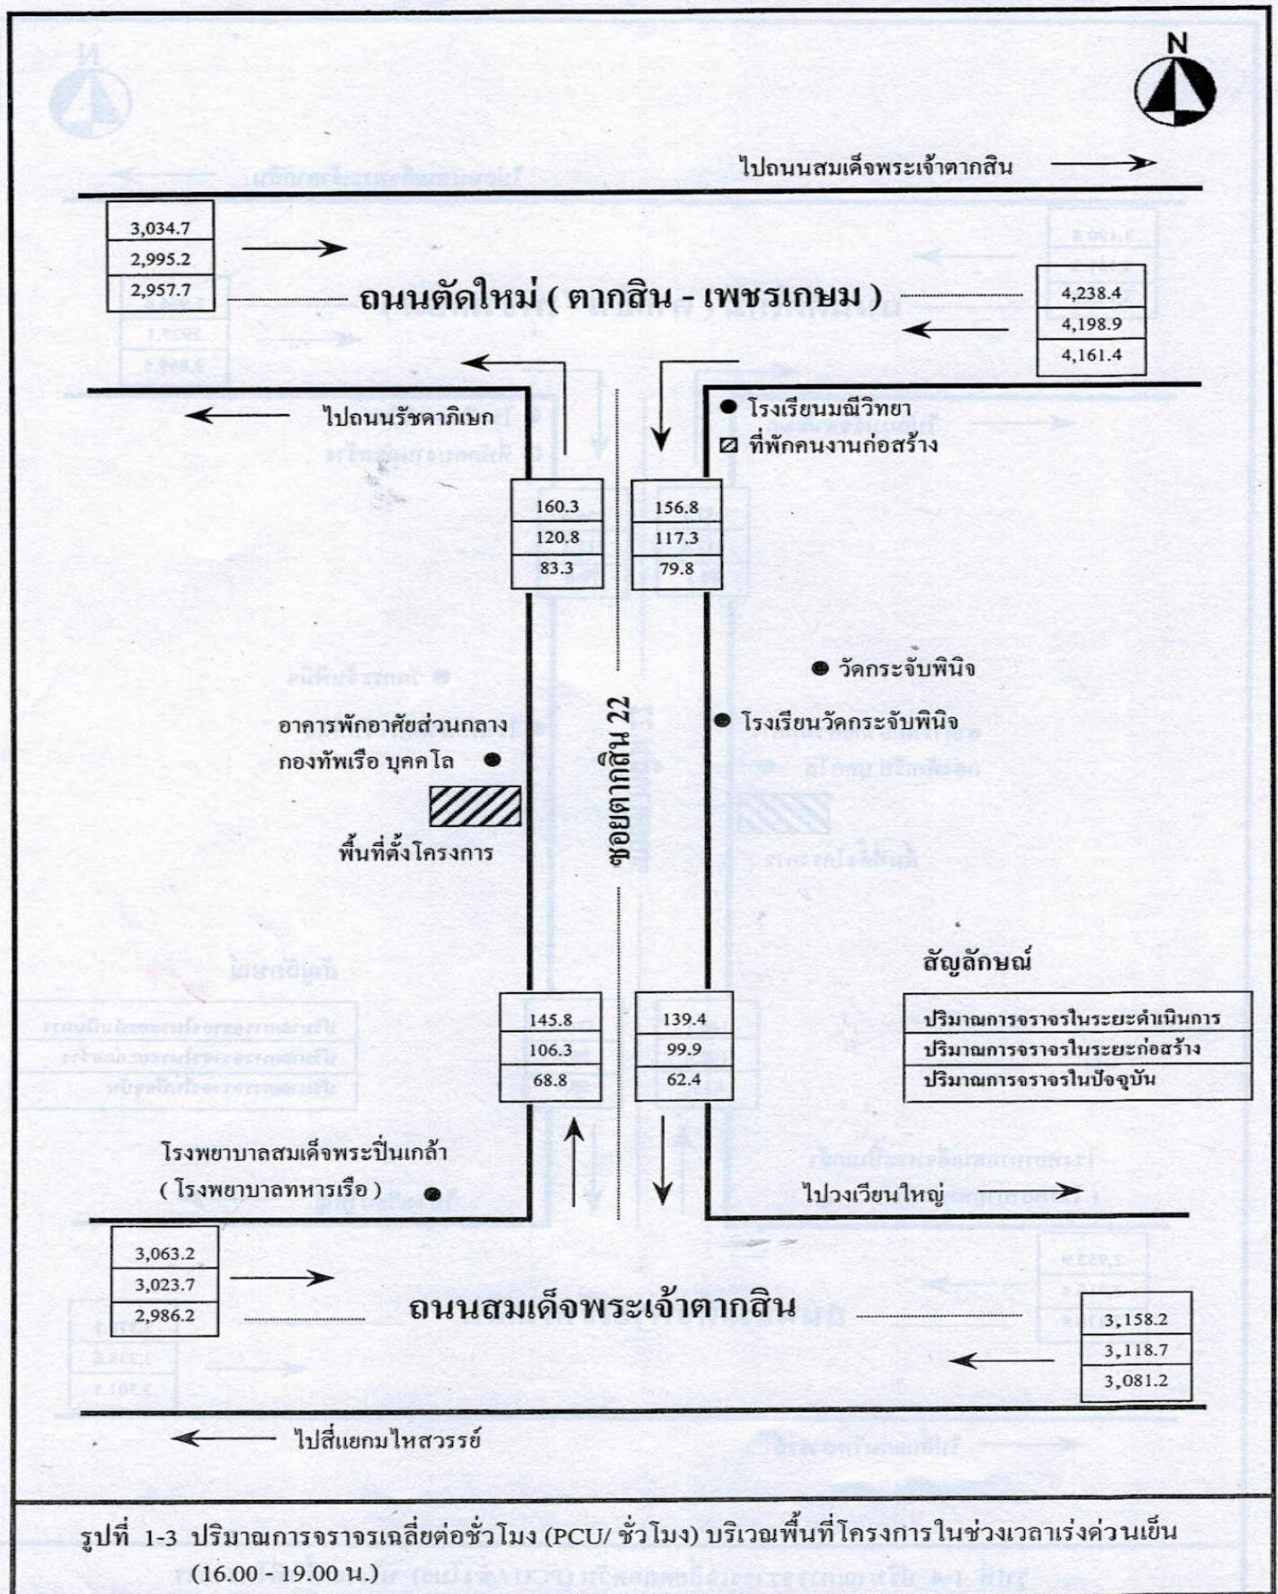 N
ไปถนนสมเด็จพระเจ้าตากสิน
3,034.7
2,995.2
2,957.7
ถนนตัดใหม่ ( ตากสิน - เพชรเกษม )
4,238.4
4,198.9
4,161.4
ไปถนนรัชดาภิเษก
โรงเรียนมณีวิทยา
ที่พักคนงานก่อสร้าง
160.3
120.8
83.3
156.8
117.3
79.8
วัดกระจับพินิจ
โรงเรียนวัดกระจับพินิจ
อาคารพักอาศัยส่วนกลาง
กองทัพเรือ บุคคโล
พื้นที่ตั้งโครงการ
ซอยตากสิน 22
สัญลักษณ์
ปริมาณการจราจรในระยะดำเนินการ
ปริมาณการจราจรในระยะก่อสร้าง
ปริมาณการจราจรในปัจจุบัน
145.8
106.3
68.8
139.4
99.9
62.4
โรงพยาบาลสมเด็จพระปิ่นเกล้า
( โรงพยาบาลทหารเรือ )
ไปวงเวียนใหญ่
3,063.2
3,023.7
2,986.2
ถนนสมเด็จพระเจ้าตากสิน
3,158.2
3,118.7
3,081.2
ไปสี่แยกมไหสวรรย์
รูปที่ 1-3 ปริมาณการจราจรเฉลี่ยต่อชั่วโมง (PCU/ ชั่วโมง) บริเวณพื้นที่โครงการในช่วงเวลาเร่งด่วนเย็น
(16.00 - 19.00 น.)